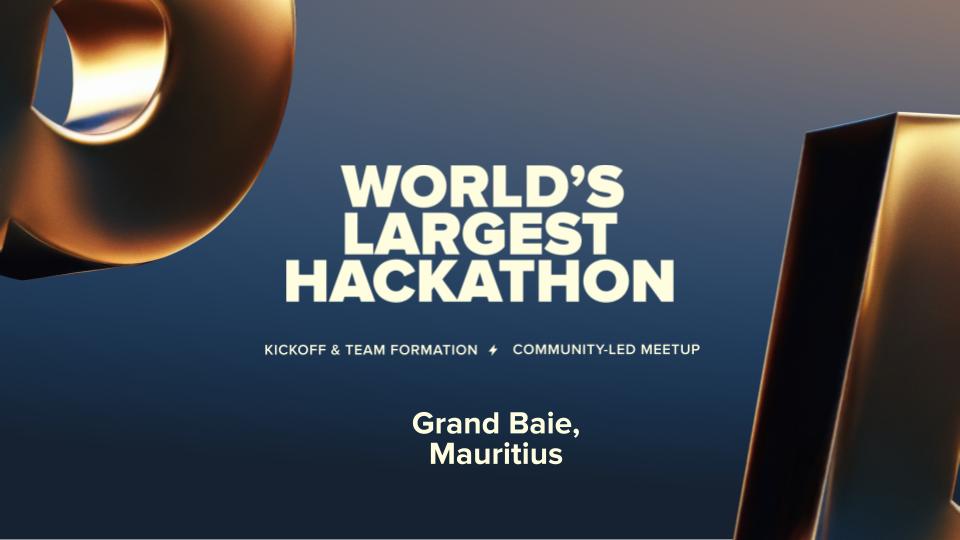 WORLD’S
LARGEST
HACKATHON
KICKOFF & TEAM FORMATION ⚡ COMMUNITY-LED MEETUP
Grand Baie,
Mauritius